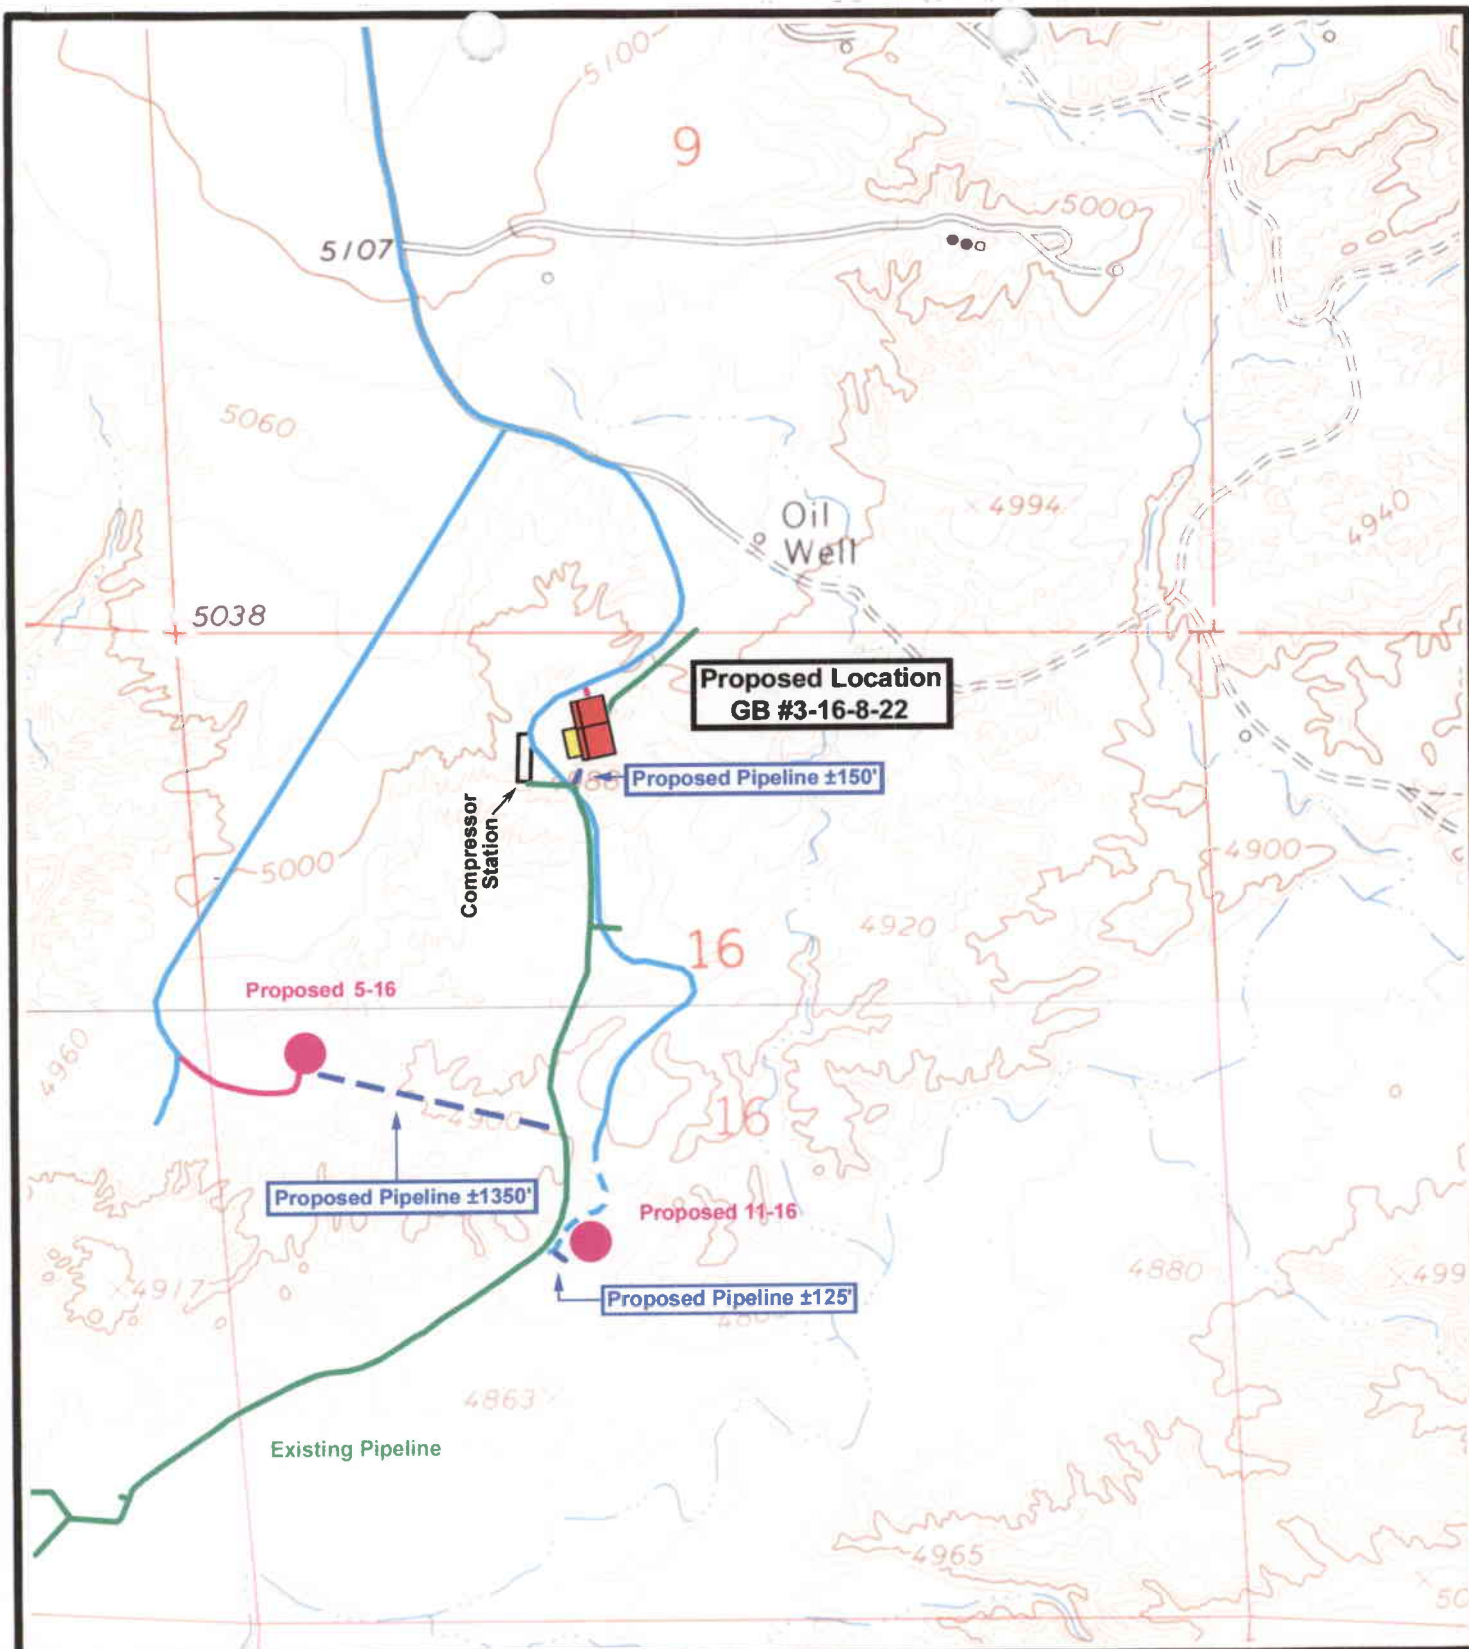 5100
9
5000
5107
5060
Oil
Well
4994
4940
5038
Proposed Location
GB #3-16-8-22
Proposed Pipeline ±150'
Compressor
Station
5000
4900
4920
16
Proposed 5-16
4960
4900
16
Proposed Pipeline ±1350'
Proposed 11-16
4880
4917
Proposed Pipeline ±125'
4863
Existing Pipeline
4965